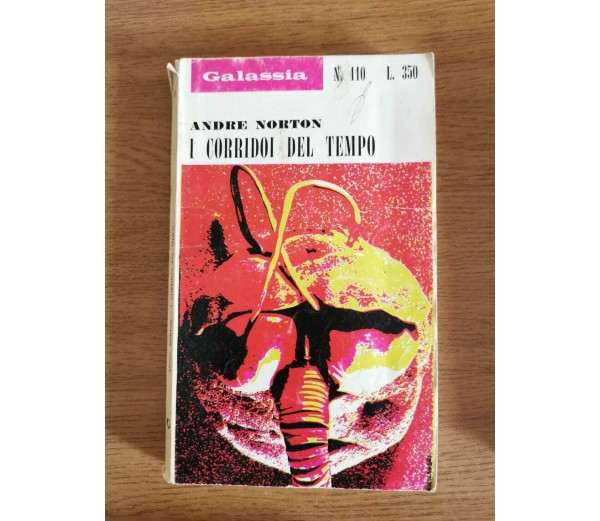 Galassia N. 110 L. 350
ANDRE NORTON
I CORRIDOI DEL TEMPO